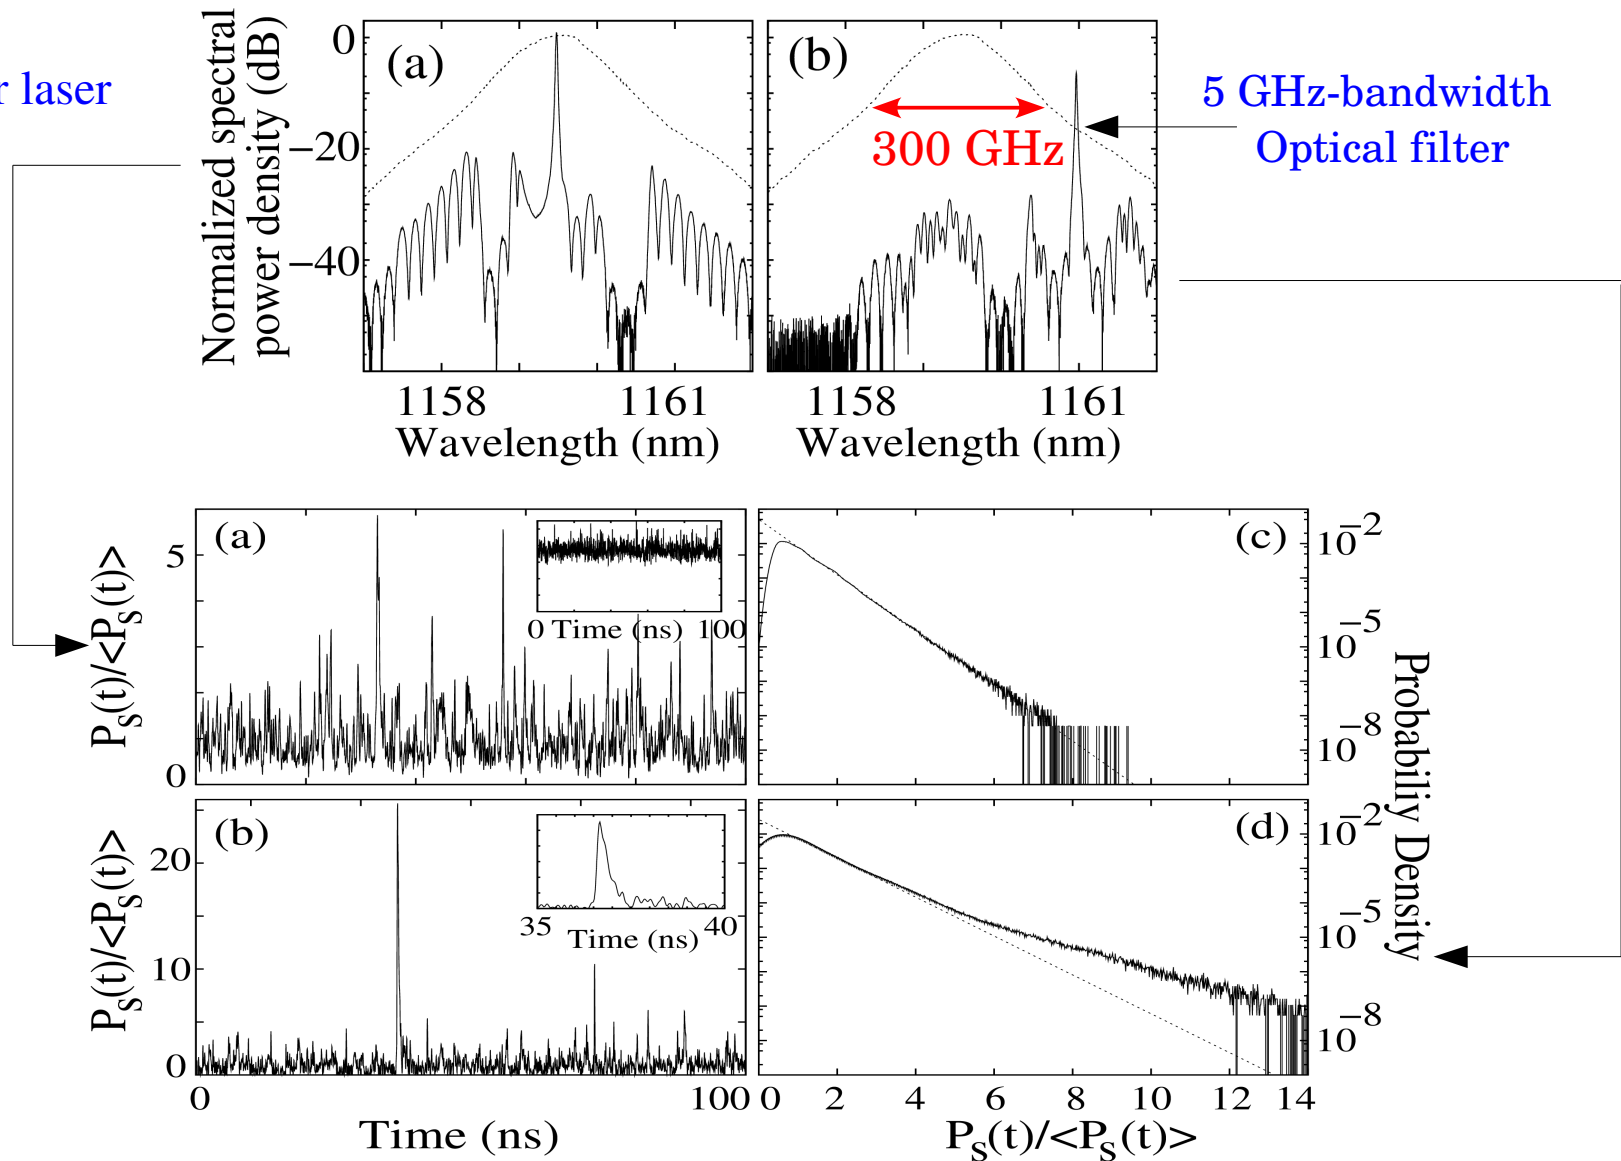 Normalized spectral
power density (dB)
0
−20
−40
(a)
(b)
r laser
300 GHz
5 GHz-bandwidth
Optical filter
1158
1161
1158
1161
Wavelength (nm)
Wavelength (nm)
P_S(t)/<P_S(t)>
5
0
(a)
0 Time (ns) 100
(c)
10^−2
10^−5
10^−8
P_S(t)/<P_S(t)>
20
10
0
(b)
35
40
Time (ns)
(d)
10^−2
10^−5
10^−8
Probabiliy Density
0
100
0 2 4 6 8 10 12 14
Time (ns)
P_S(t)/<P_S(t)>